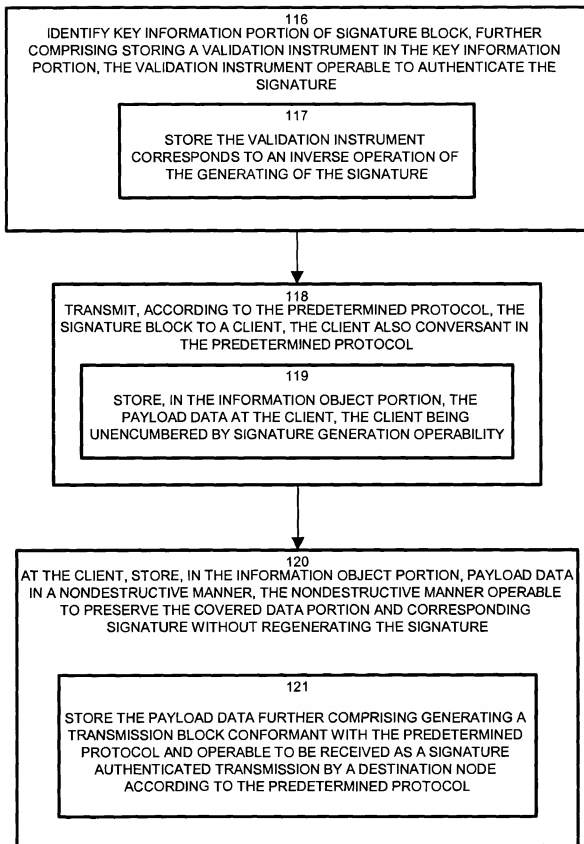 116
IDENTIFY KEY INFORMATION PORTION OF SIGNATURE BLOCK, FURTHER
COMPRISING STORING A VALIDATION INSTRUMENT IN THE KEY INFORMATION
PORTION, THE VALIDATION INSTRUMENT OPERABLE TO AUTHENTICATE THE
SIGNATURE
117
STORE THE VALIDATION INSTRUMENT
CORRESPONDS TO AN INVERSE OPERATION OF
THE GENERATING OF THE SIGNATURE
118
TRANSMIT, ACCORDING TO THE PREDETERMINED PROTOCOL, THE
SIGNATURE BLOCK TO A CLIENT, THE CLIENT ALSO CONVERSANT IN
THE PREDETERMINED PROTOCOL
119
STORE, IN THE INFORMATION OBJECT PORTION, THE
PAYLOAD DATA AT THE CLIENT, THE CLIENT BEING
UNENCUMBERED BY SIGNATURE GENERATION OPERABILITY
120
AT THE CLIENT, STORE, IN THE INFORMATION OBJECT PORTION, PAYLOAD DATA
IN A NONDESTRUCTIVE MANNER, THE NONDESTRUCTIVE MANNER OPERABLE
TO PRESERVE THE COVERED DATA PORTION AND CORRESPONDING
SIGNATURE WITHOUT REGENERATING THE SIGNATURE
121
STORE THE PAYLOAD DATA FURTHER COMPRISING GENERATING A
TRANSMISSION BLOCK CONFORMANT WITH THE PREDETERMINED
PROTOCOL AND OPERABLE TO BE RECEIVED AS A SIGNATURE
AUTHENTICATED TRANSMISSION BY A DESTINATION NODE
ACCORDING TO THE PREDETERMINED PROTOCOL